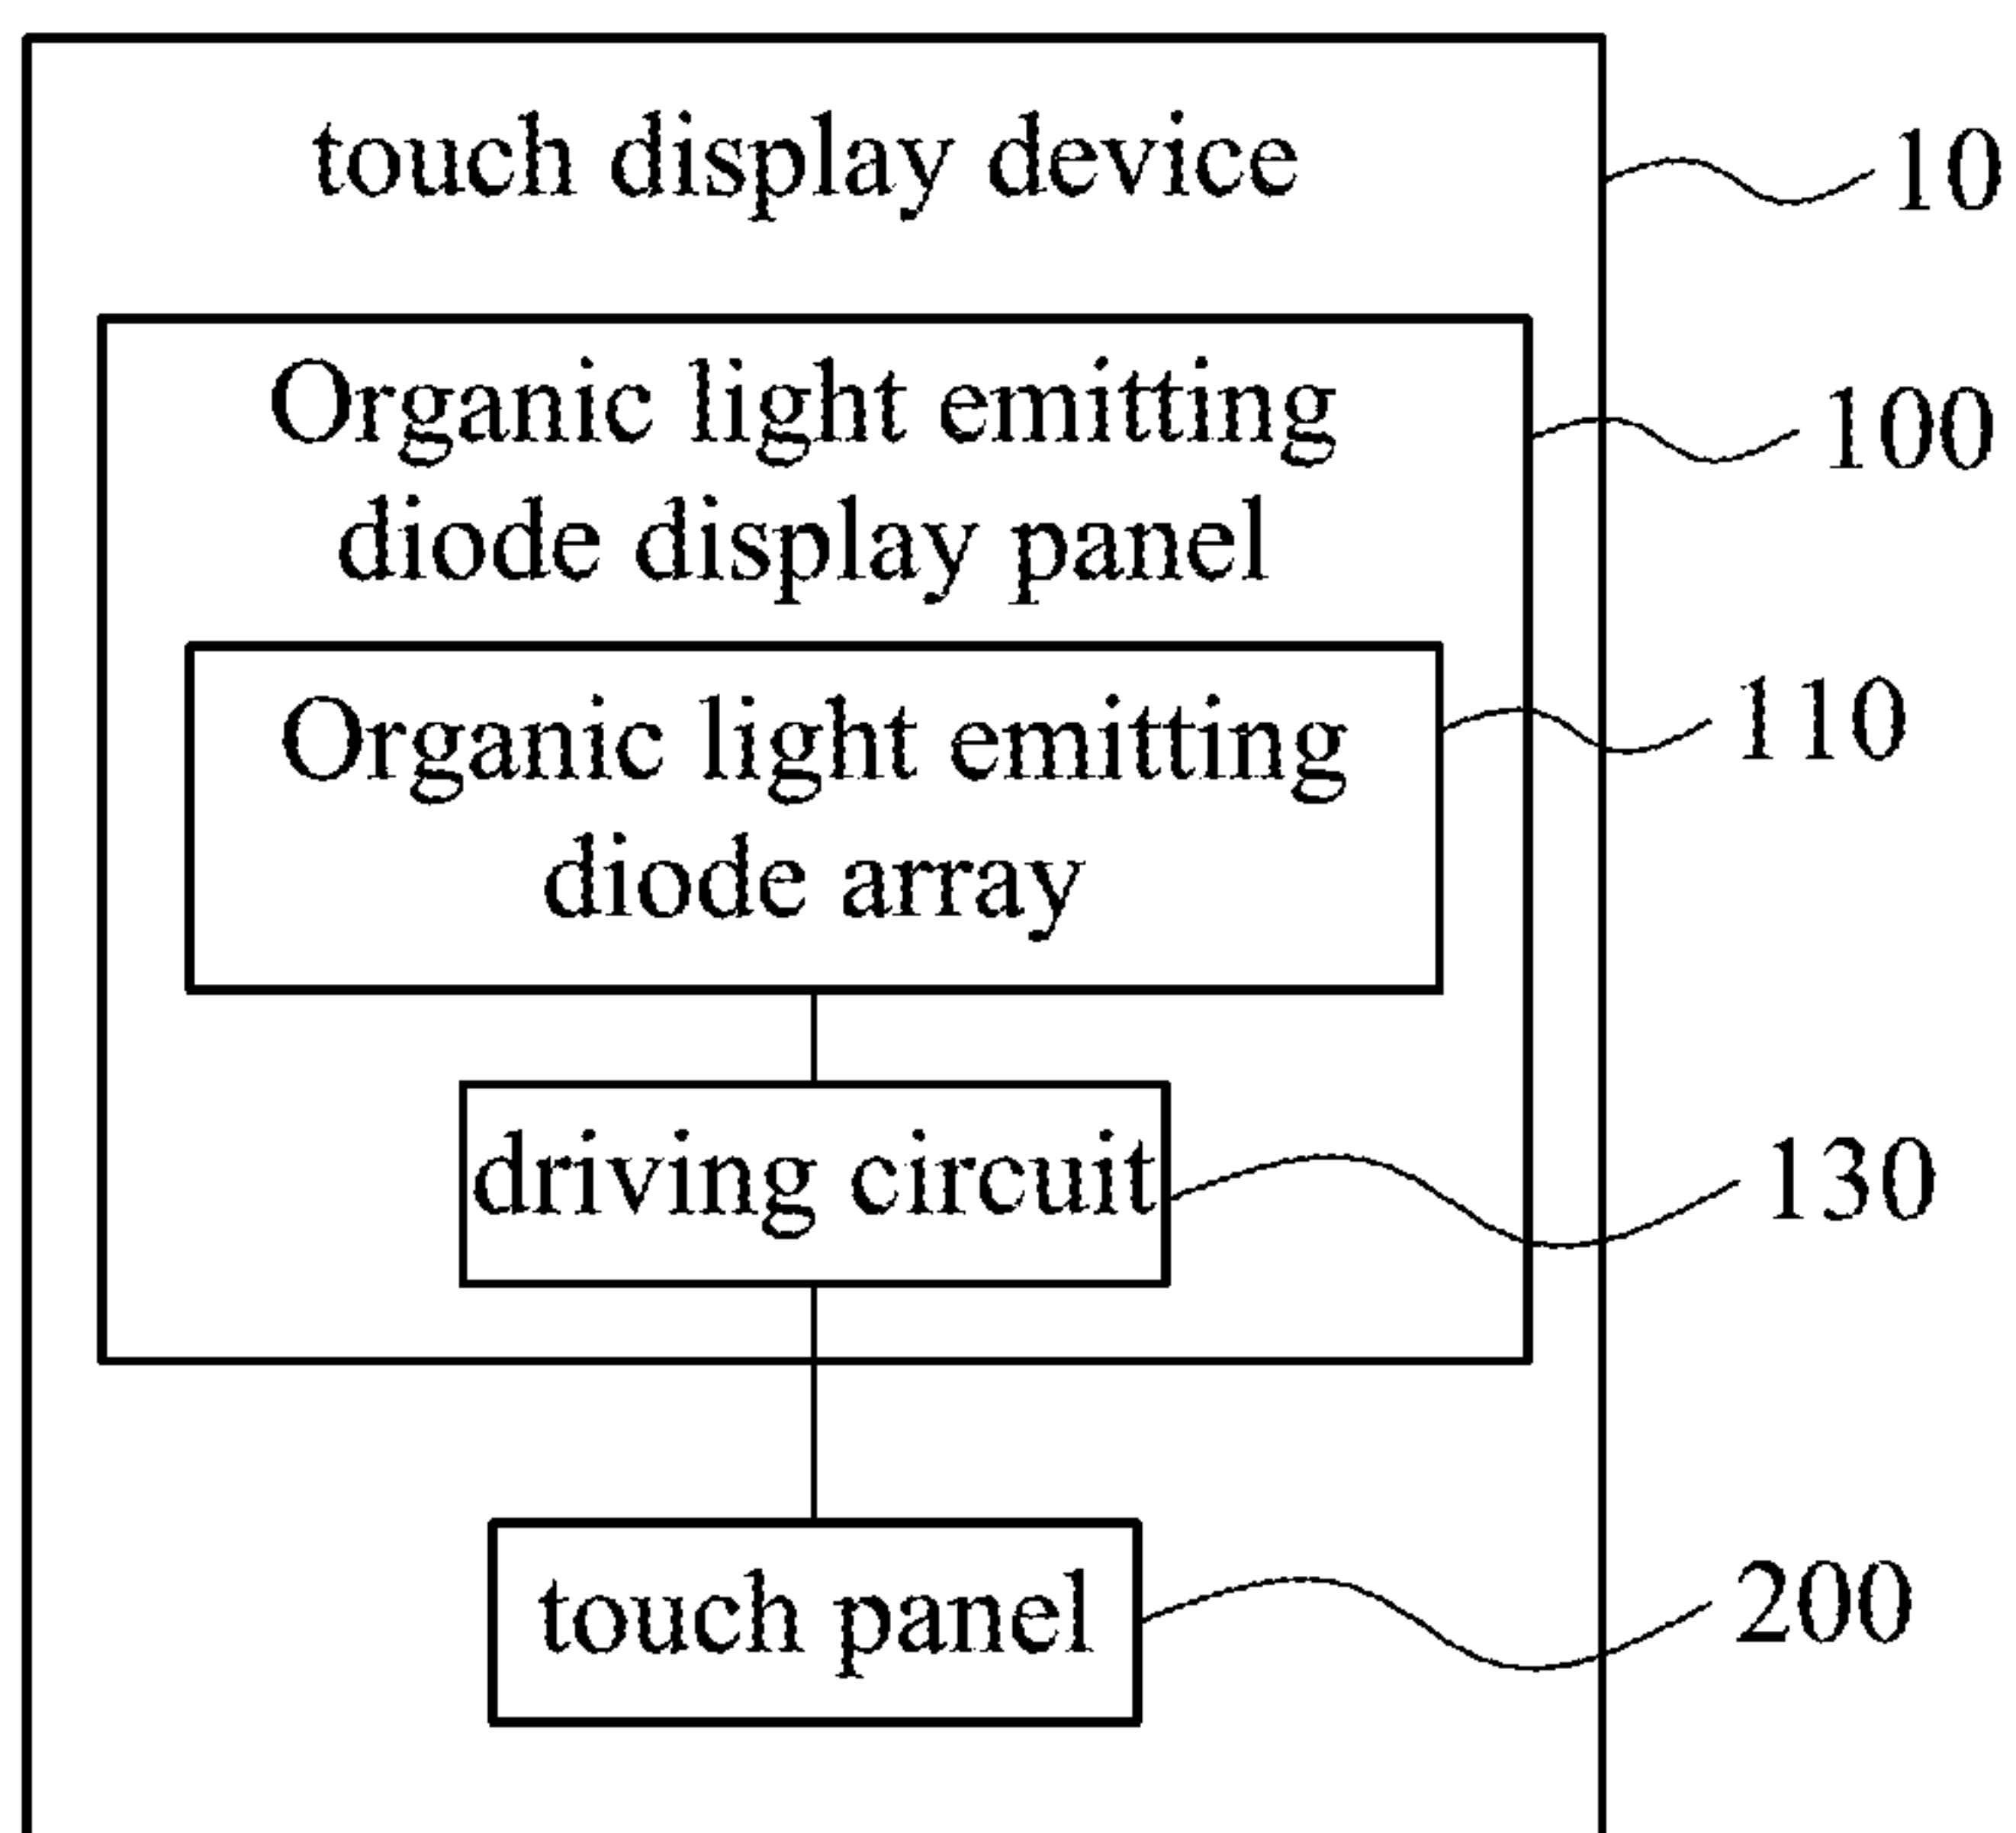 touch display device
10
Organic light emitting
diode display panel
100
Organic light emitting
diode array
110
driving circuit
130
touch panel
200